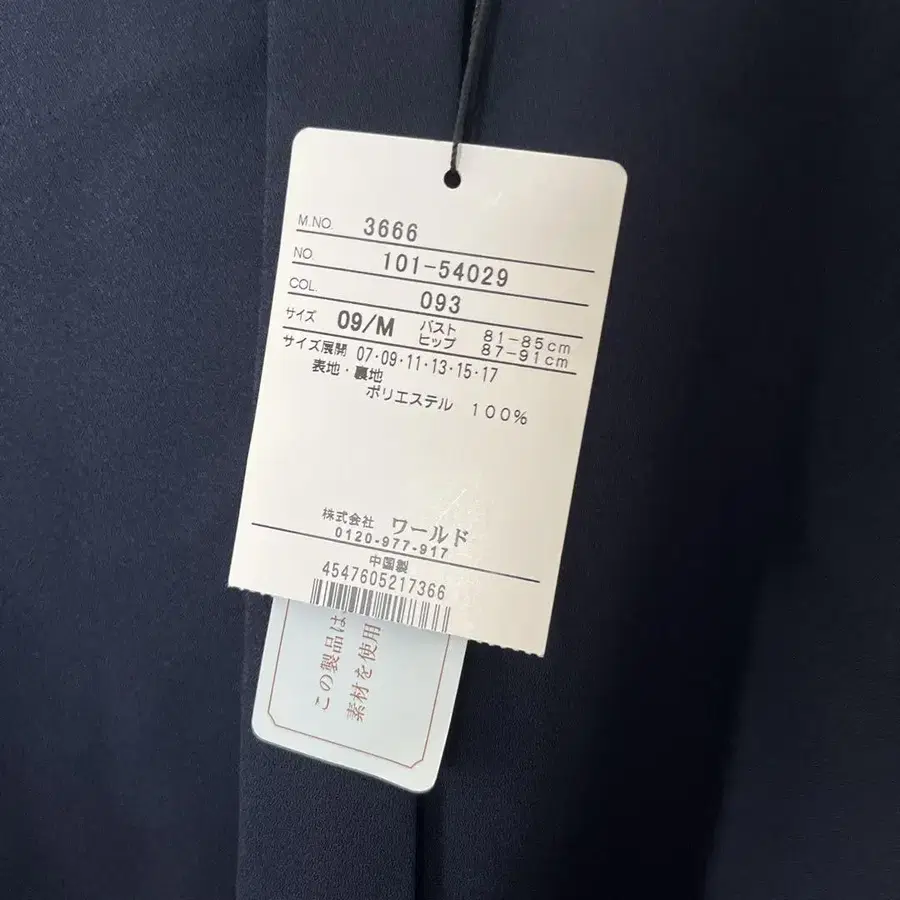 M.NO. 3666
NO. 101-54029
COL. 093
サイズ 09/M バスト 81-85cm
ヒップ 87-91cm
サイズ展開 07・09・11・13・15・17
表地・裏地
ポリエステル 100%
株式会社 ワールド
0120-977-917
中国製
4547605217366
この製品は
素材を使用